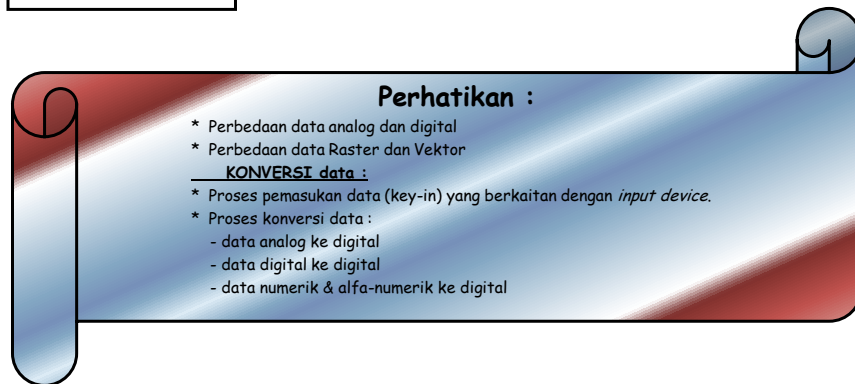 Perhatikan :
* Perbedaan data analog dan digital
* Perbedaan data Raster dan Vektor
KONVERSI data :
* Proses pemasukan data (key-in) yang berkaitan dengan input device.
* Proses konversi data :
- data analog ke digital
- data digital ke digital
- data numerik & alfa-numerik ke digital